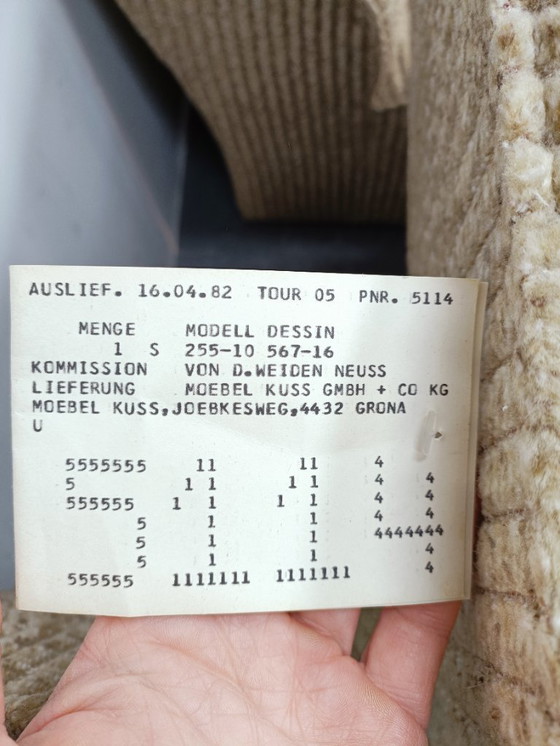 AUSLIEF. 16.04.82 TOUR 05 PNR. 5114
MENGE MODELL DESSIN
1 S 255-10 567-16
KOMMISSION VON D.WEIDEN NEUSS
LIEFERUNG MOEBEL KUSS GMBH + CO KG
MOEBEL KUSS,JOEBKESWEG,4432 GRONA
U
5555555 11 11 4
5 1 1 1 1 4 4
555555 1 1 1 1 4 4
5 1 1 4 4
5 1 1 4444444
5 1 1 4
555555 1111111 1111111 4